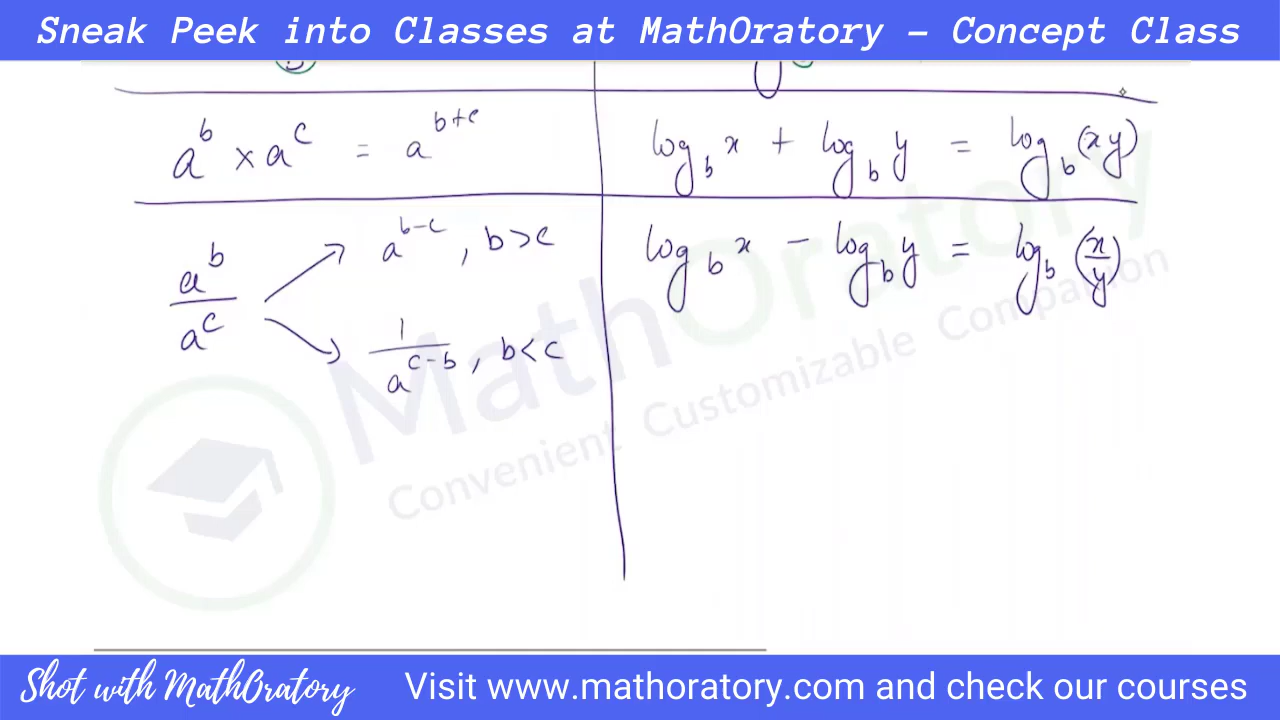 Sneak Peek into Classes at MathOratory – Concept Class
a^b × a^c = a^{b+c}
log_b x + log_b y = log_b (xy)
a^b / a^c
a^{b-c}, b>c
1 / a^{c-b}, b<c
log_b x - log_b y = log_b (x/y)
MathOratory
Convenient Customizable Companion
Shot with MathOratory
Visit www.mathoratory.com and check our courses